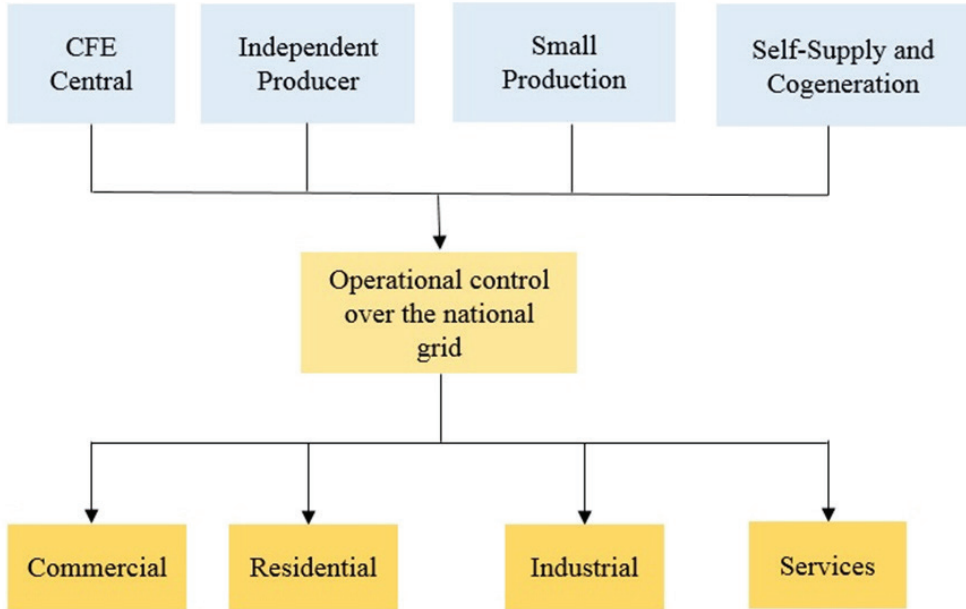 CFE
Central
Independent
Producer
Small
Production
Self-Supply and
Cogeneration
Operational control
over the national
grid
Commercial
Residential
Industrial
Services